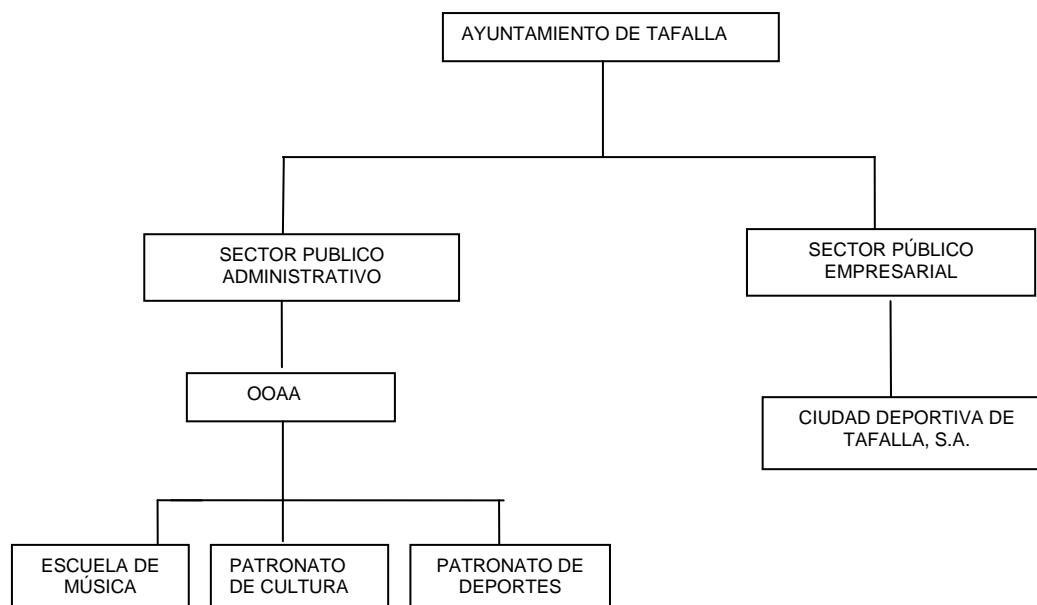 AYUNTAMIENTO DE TAFALLA
SECTOR PUBLICO
ADMINISTRATIVO
SECTOR PÚBLICO
EMPRESARIAL
OOAA
CIUDAD DEPORTIVA DE
TAFALLA, S.A.
ESCUELA DE
MÚSICA
PATRONATO
DE CULTURA
PATRONATO DE
DEPORTES